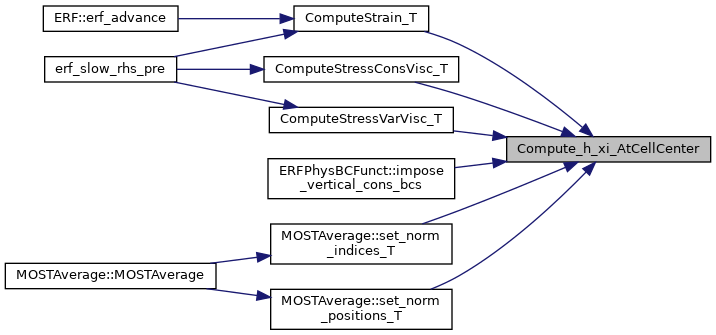 ERF::erf_advance
ComputeStrain_T
erf_slow_rhs_pre
ComputeStressConsVisc_T
ComputeStressVarVisc_T
Compute_h_xi_AtCellCenter
ERFPhysBCFunct::impose
_vertical_cons_bcs
MOSTAverage::set_norm
_indices_T
MOSTAverage::MOSTAverage
MOSTAverage::set_norm
_positions_T